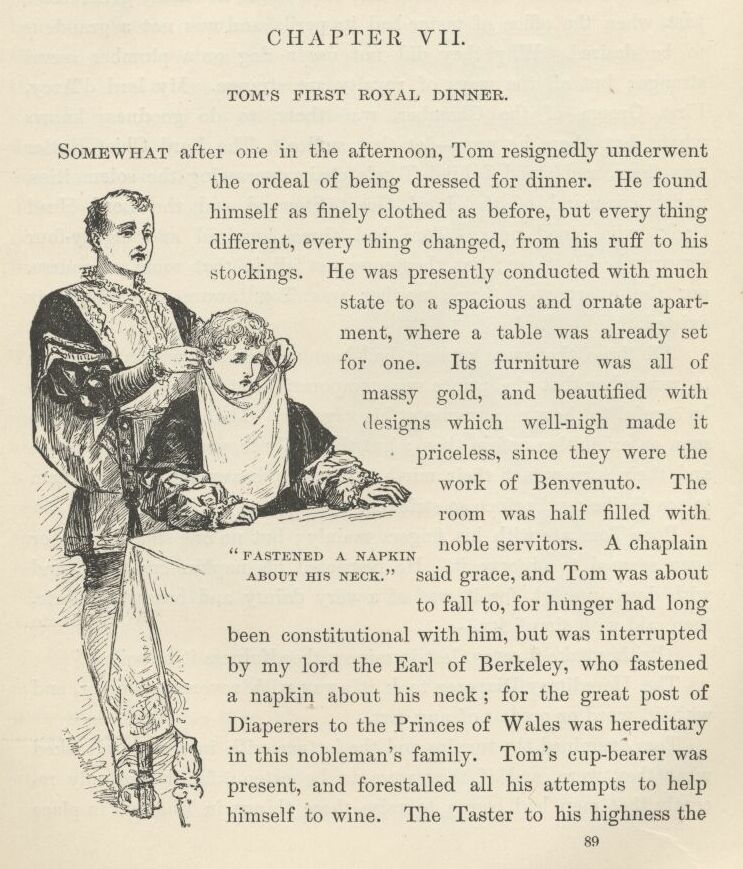 CHAPTER VII.
TOM'S FIRST ROYAL DINNER.
SOMEWHAT after one in the afternoon, Tom resignedly underwent
the ordeal of being dressed for dinner. He found
himself as finely clothed as before, but every thing
different, every thing changed, from his ruff to his
stockings. He was presently conducted with much
state to a spacious and ornate apart-
ment, where a table was already set
for one. Its furniture was all of
massy gold, and beautified with
designs which well-nigh made it
priceless, since they were the
work of Benvenuto. The
room was half filled with
noble servitors. A chaplain
said grace, and Tom was about
to fall to, for hunger had long
been constitutional with him, but was interrupted
by my lord the Earl of Berkeley, who fastened
a napkin about his neck; for the great post of
Diaperers to the Princes of Wales was hereditary
in this nobleman's family. Tom's cup-bearer was
present, and forestalled all his attempts to help
himself to wine. The Taster to his highness the
"FASTENED A NAPKIN
ABOUT HIS NECK."
89